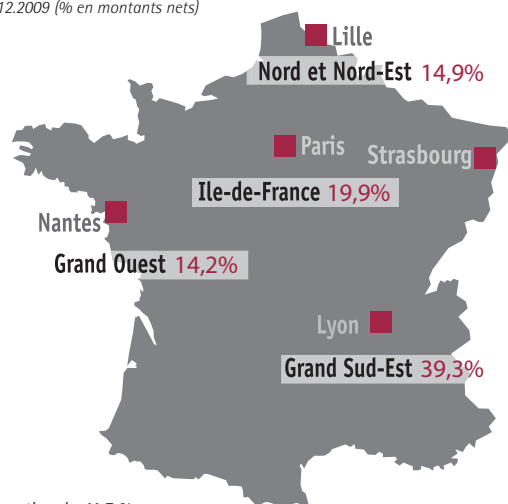 12.2009 (% en montants nets)
Lille
Nord et Nord-Est 14,9%
Paris
Strasbourg
Ile-de-France 19,9%
Nantes
Grand Ouest 14,2%
Lyon
Grand Sud-Est 39,3%